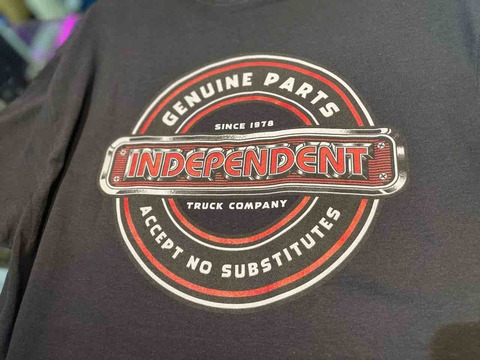 GENUINE PARTS
SINCE 1978
INDEPENDENT
TRUCK COMPANY
ACCEPT NO SUBSTITUTES